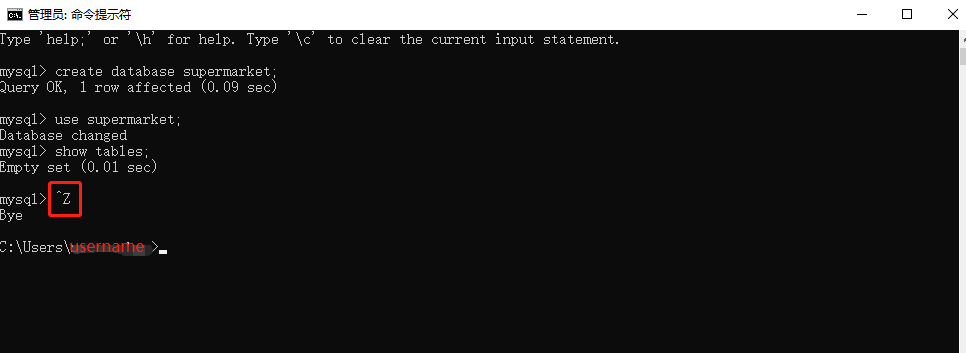 管理员: 命令提示符
Type 'help;' or '\h' for help. Type '\c' to clear the current input statement.
mysql> create database supermarket;
Query OK, 1 row affected (0.09 sec)
mysql> use supermarket;
Database changed
mysql> show tables;
Empty set (0.01 sec)
mysql> ^Z
Bye
C:\Users\username >